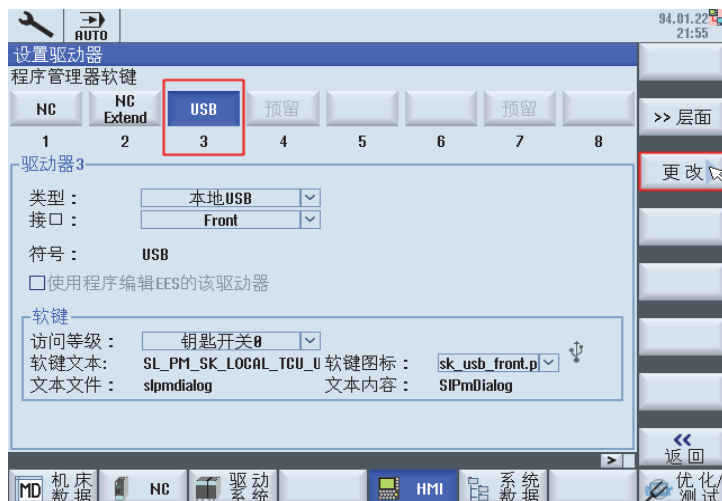 AUTO
94.01.22
21:55
设置驱动器
程序管理器软键
NC
NC Extend
USB
预留
预留
>> 层面
1 2 3 4 5 6 7 8
驱动器3
更改
类型： 本地USB
接口： Front
符号： USB
使用程序编辑EES的该驱动器
软键
访问等级： 钥匙开关0
软键文本: SL_PM_SK_LOCAL_TCU_U 软键图标： sk_usb_front.p
文本文件： slpmdialog 文本内容： SlPmDialog
<<
返回
>
MD 机床数据
NC
驱动系统
HMI
系统数据
优化/